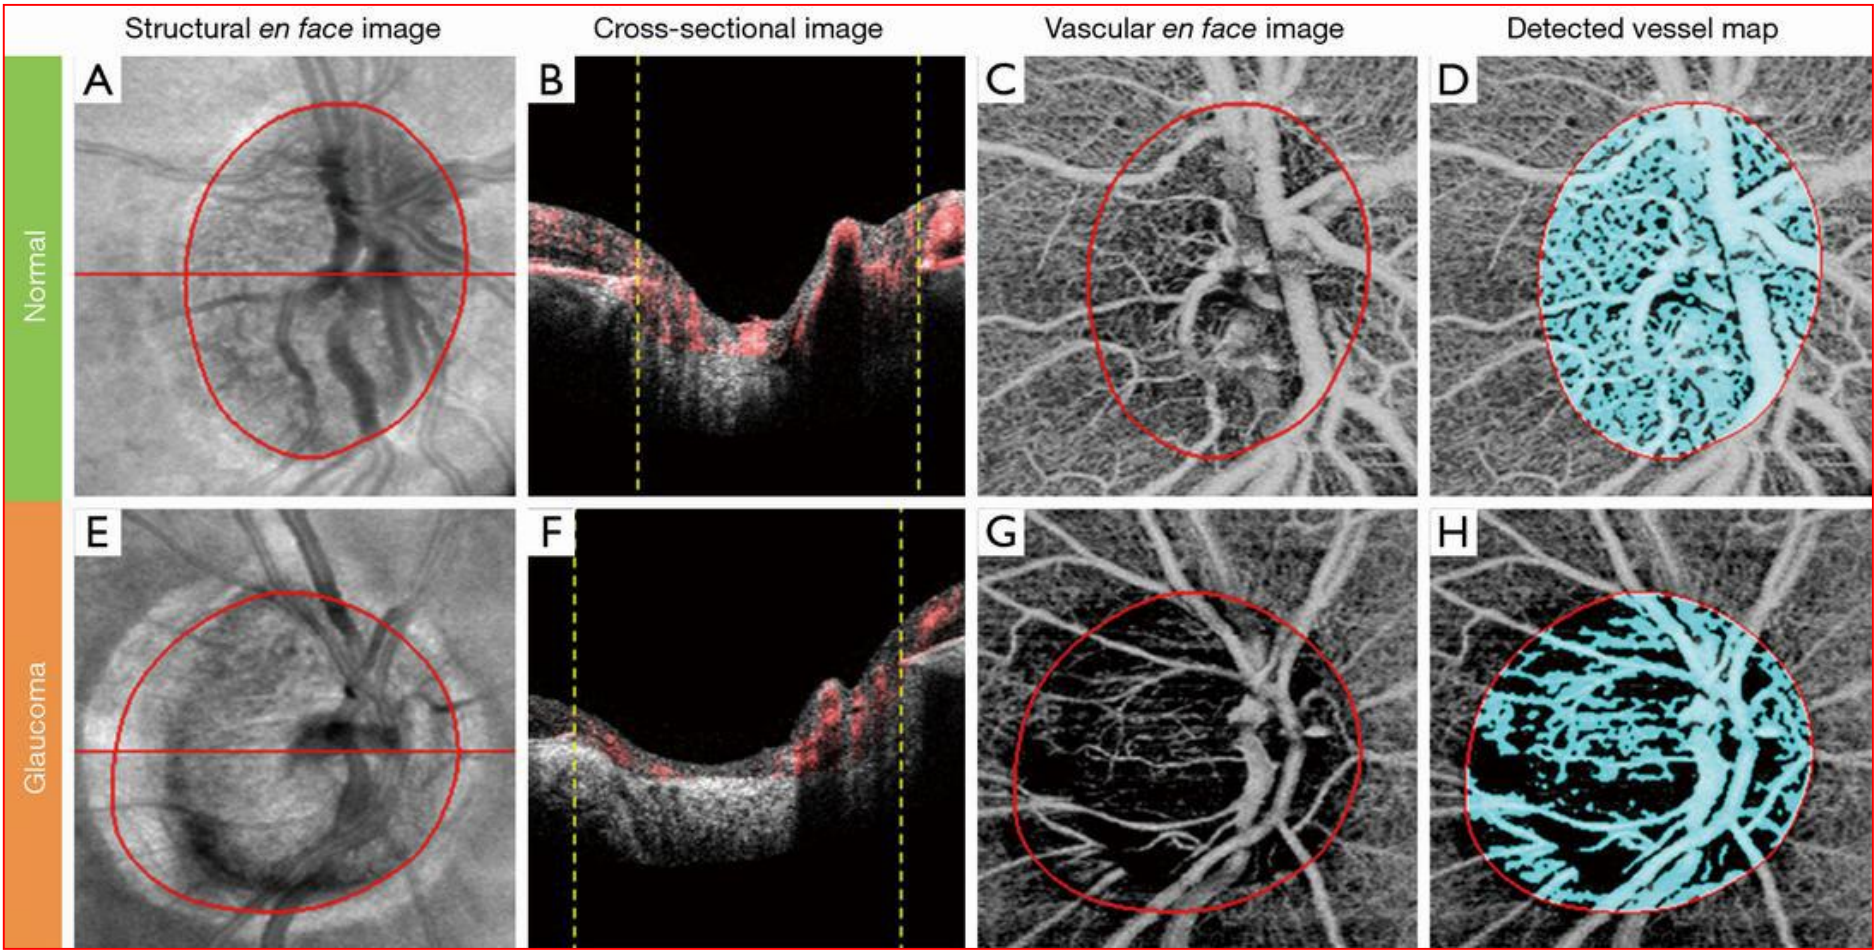 Structural en face image
Cross-sectional image
Vascular en face image
Detected vessel map
Normal
A
B
C
D
Glaucoma
E
F
G
H